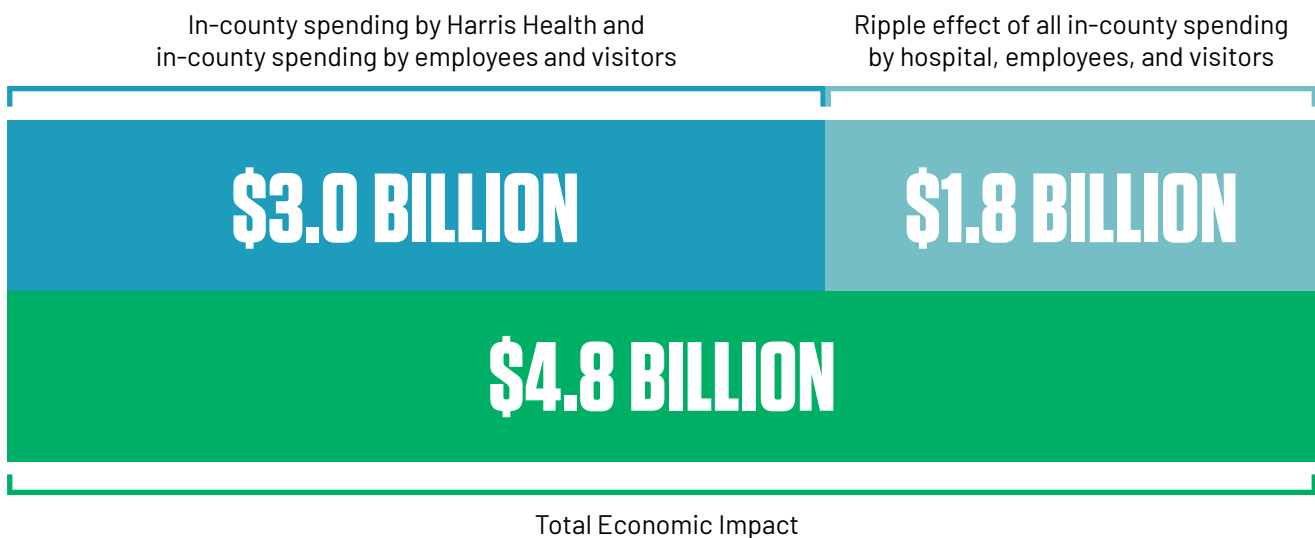 In-county spending by Harris Health and
in-county spending by employees and visitors
Ripple effect of all in-county spending
by hospital, employees, and visitors
$3.0 BILLION
$1.8 BILLION
$4.8 BILLION
Total Economic Impact